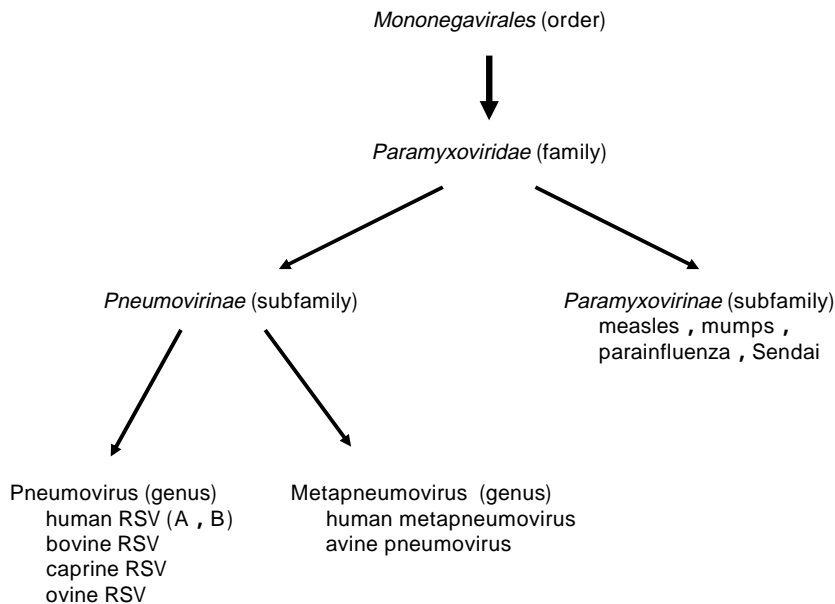 Mononegavirales (order)
Paramyxoviridae (family)
Pneumovirinae (subfamily)
Paramyxovirinae (subfamily)
measles , mumps ,
parainfluenza , Sendai
Pneumovirus (genus)
human RSV (A , B)
bovine RSV
caprine RSV
ovine RSV
Metapneumovirus (genus)
human metapneumovirus
avine pneumovirus